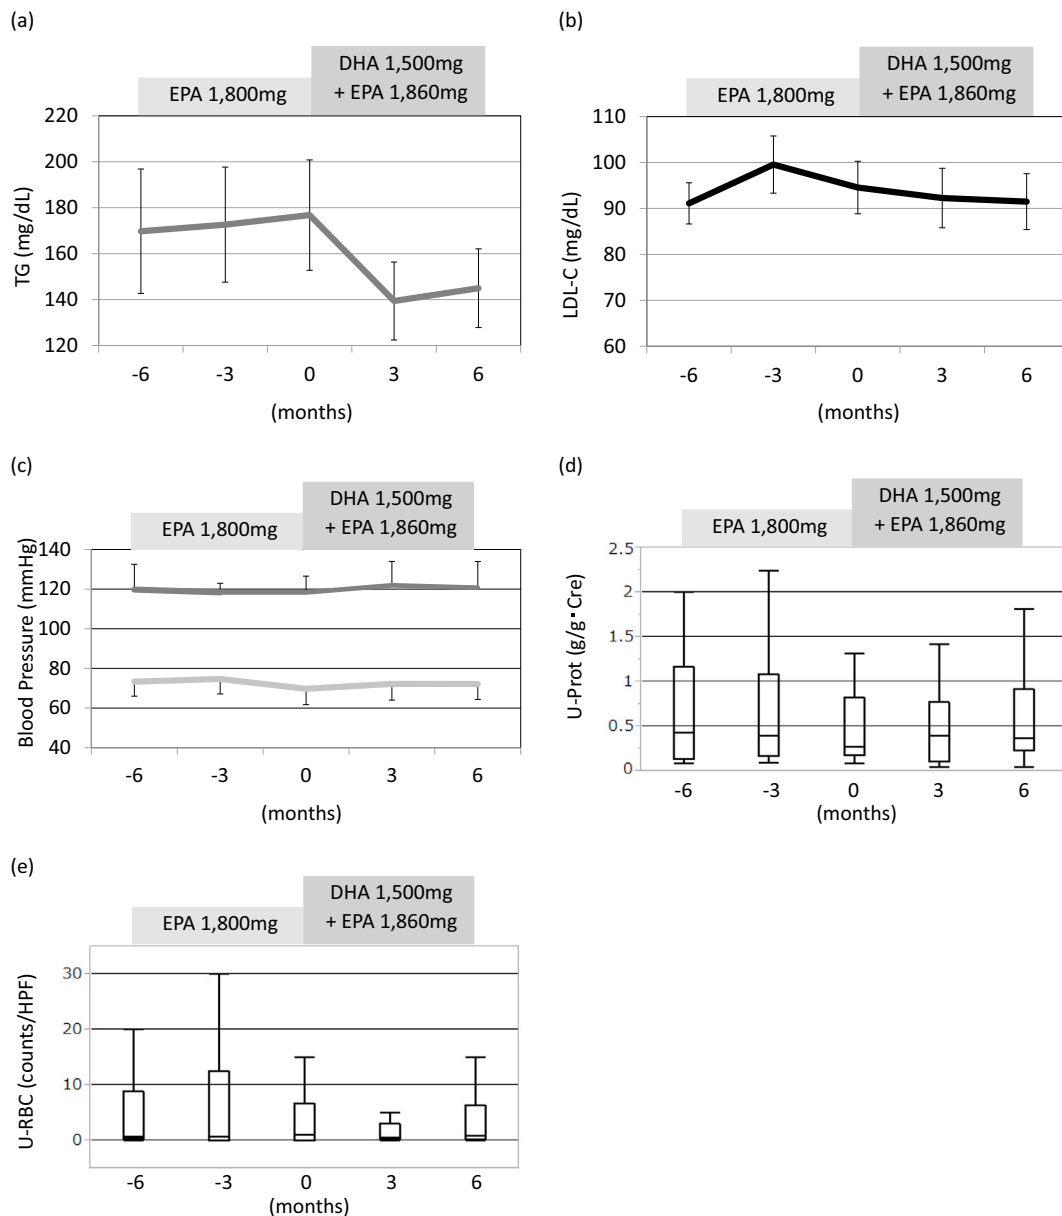 (a)
DHA 1,500mg
+ EPA 1,860mg
EPA 1,800mg
220
200
180
160
140
120
TG (mg/dL)
-6 -3 0 3 6
(months)
(b)
DHA 1,500mg
+ EPA 1,860mg
EPA 1,800mg
110
100
90
80
70
60
LDL-C (mg/dL)
-6 -3 0 3 6
(months)
(c)
DHA 1,500mg
+ EPA 1,860mg
EPA 1,800mg
140
120
100
80
60
40
Blood Pressure (mmHg)
-6 -3 0 3 6
(months)
(d)
DHA 1,500mg
+ EPA 1,860mg
EPA 1,800mg
2.5
2
1.5
1
0.5
0
U-Prot (g/g・Cre)
-6 -3 0 3 6
(months)
(e)
DHA 1,500mg
+ EPA 1,860mg
EPA 1,800mg
30
20
10
0
U-RBC (counts/HPF)
-6 -3 0 3 6
(months)